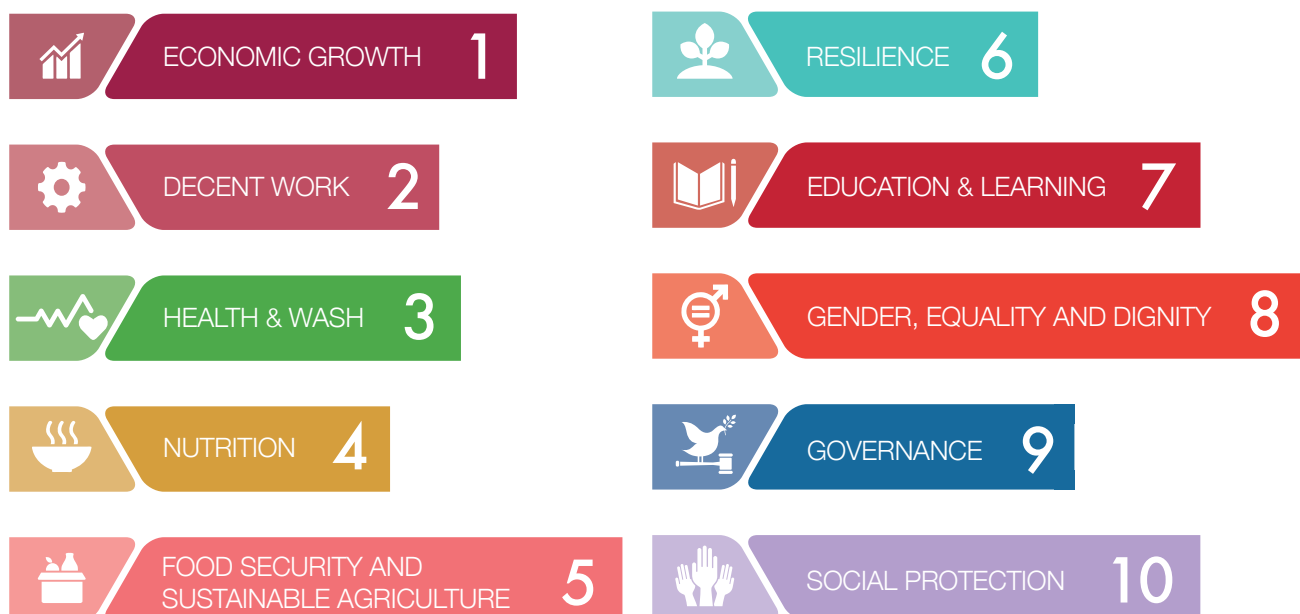 ECONOMIC GROWTH 1
DECENT WORK 2
HEALTH & WASH 3
NUTRITION 4
FOOD SECURITY AND
SUSTAINABLE AGRICULTURE 5
RESILIENCE 6
EDUCATION & LEARNING 7
GENDER, EQUALITY AND DIGNITY 8
GOVERNANCE 9
SOCIAL PROTECTION 10